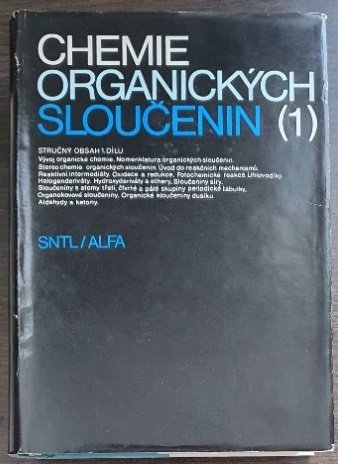 CHEMIE
ORGANICKÝCH
SLOUČENIN (1)
STRUČNÝ OBSAH 1. DÍLU
Vývoj organické chemie. Nomenklatura organických sloučenin.
Stereochemie organických sloučenin. Úvod do reakčních mechanismů.
Reaktivní intermediáty. Oxidace a redukce. Fotochemické reakce Uhlovodíky.
Halogenderiváty. Hydroxyderiváty a ethery. Sloučeniny síry.
Sloučeniny s atomy třetí, čtvrté a páté skupiny periodické tabulky.
Organokovové sloučeniny. Organické sloučeniny dusíku.
Aldehydy a ketony.
SNTL/ALFA